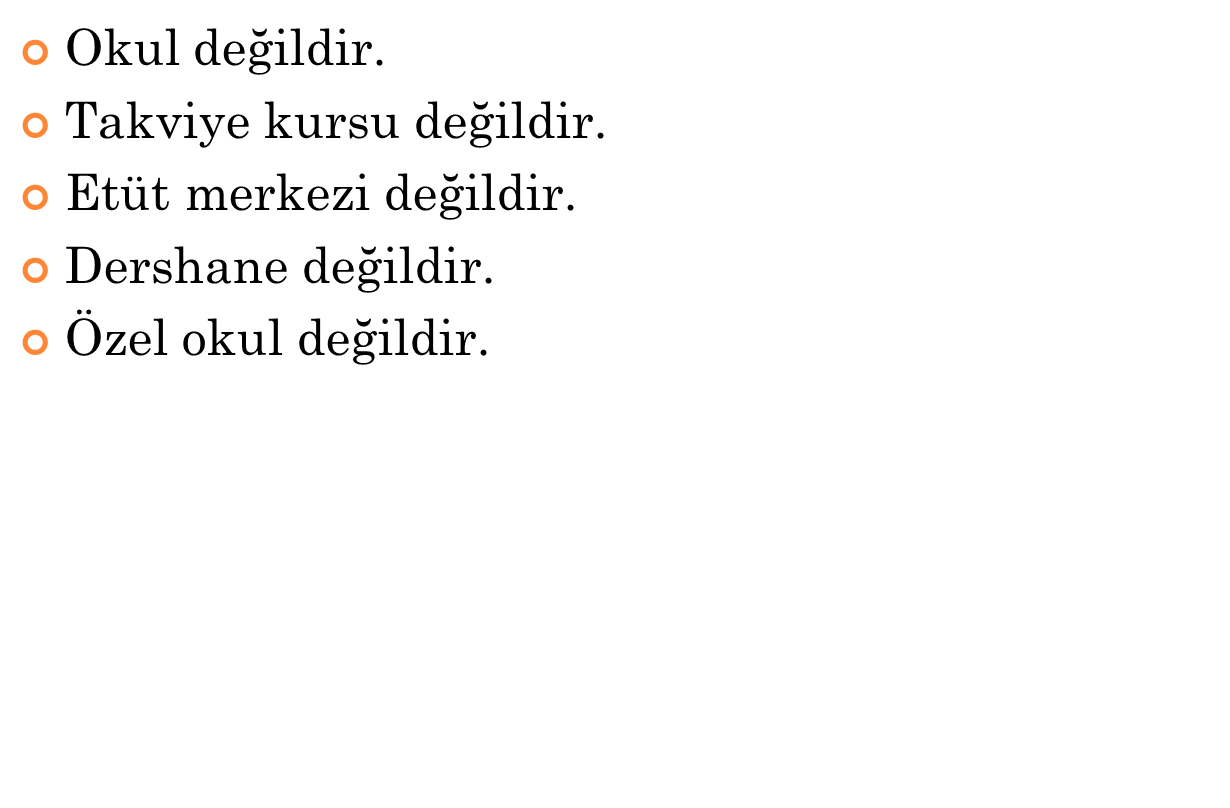 Okul değildir.
Takviye kursu değildir.
Etüt merkezi değildir.
Dershane değildir.
Özel okul değildir.